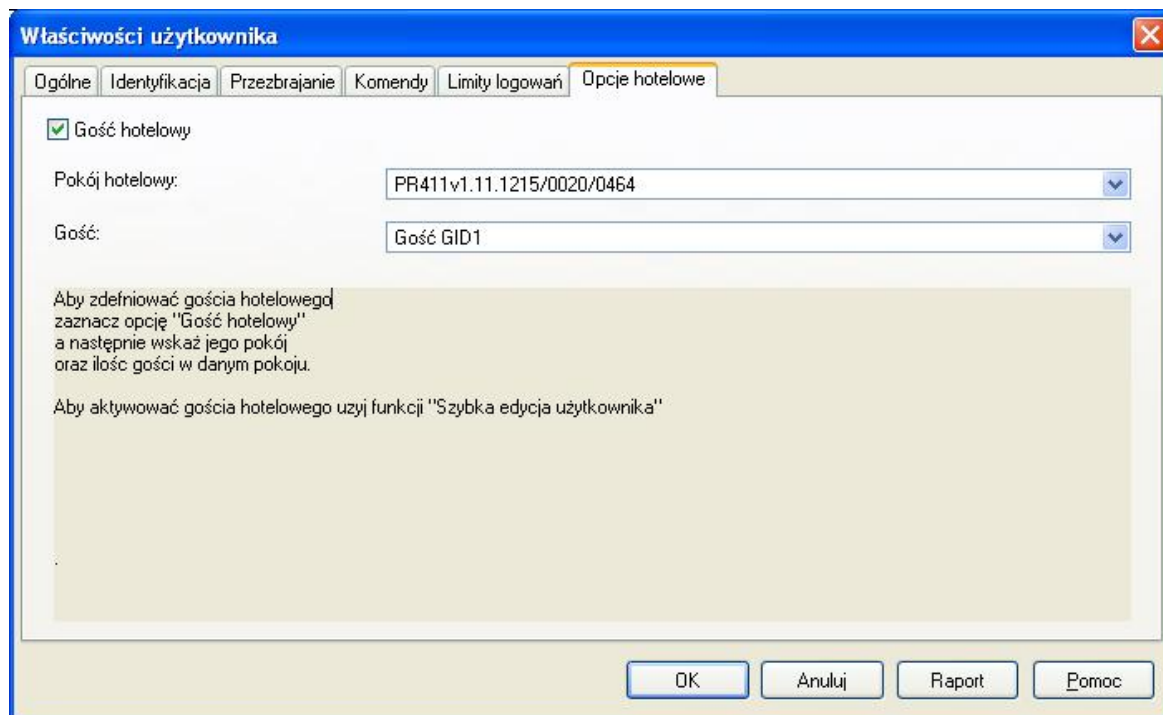 Właściwości użytkownika
Ogólne Identyfikacja Przezbrajanie Komendy Limity logowań Opcje hotelowe
Gość hotelowy
Pokój hotelowy: PR411v1.11.1215/0020/0464
Gość: Gość GID1
Aby zdefniować gościa hotelowego
zaznacz opcję "Gość hotelowy"
a następnie wskaż jego pokój
oraz ilośc gości w danym pokoju.
Aby aktywować gościa hotelowego uzyj funkcji "Szybka edycja użytkownika"
.
OK Anuluj Raport Pomoc